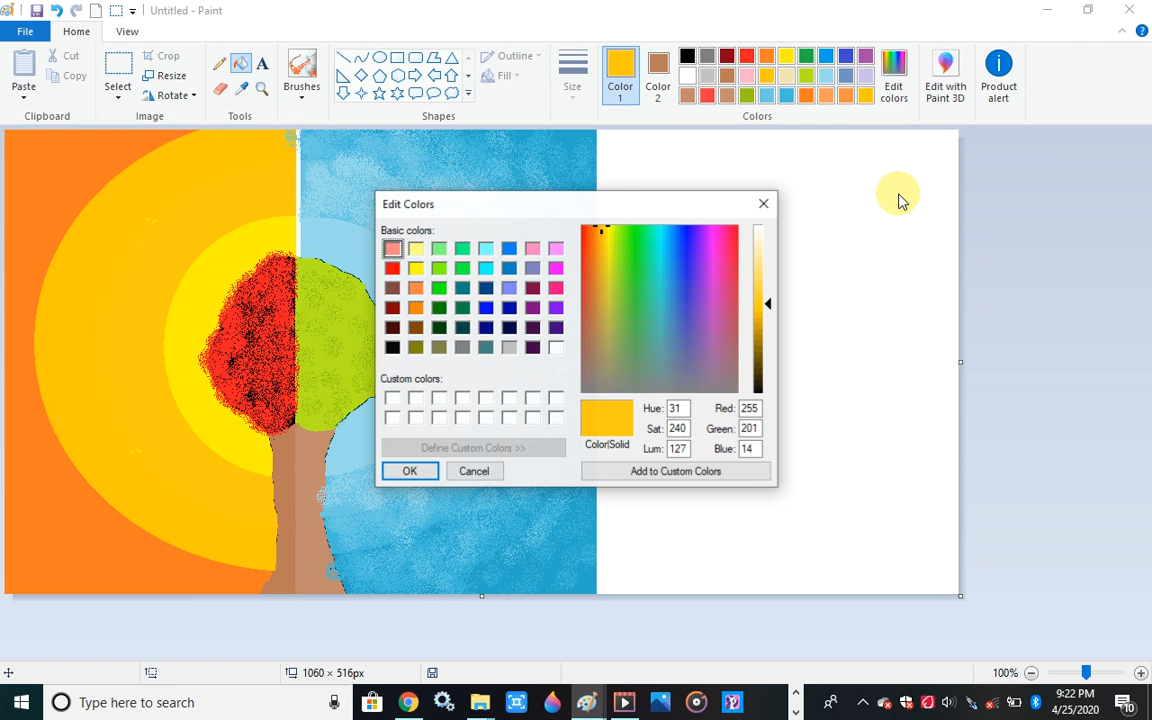 Untitled - Paint
File Home View
Paste
Cut
Copy
Clipboard
Select
Crop
Resize
Rotate
Image
A
Tools
Brushes
Outline
Fill
Shapes
Size
Color 1
Color 2
Edit colors
Colors
Edit with Paint 3D
Product alert
Edit Colors
Basic colors:
Custom colors:
Define Custom Colors >>
OK Cancel
Color|Solid
Hue: 31 Red: 255
Sat: 240 Green: 201
Lum: 127 Blue: 14
Add to Custom Colors
1060 × 516px 100%
Type here to search
9:22 PM
4/25/2020
10